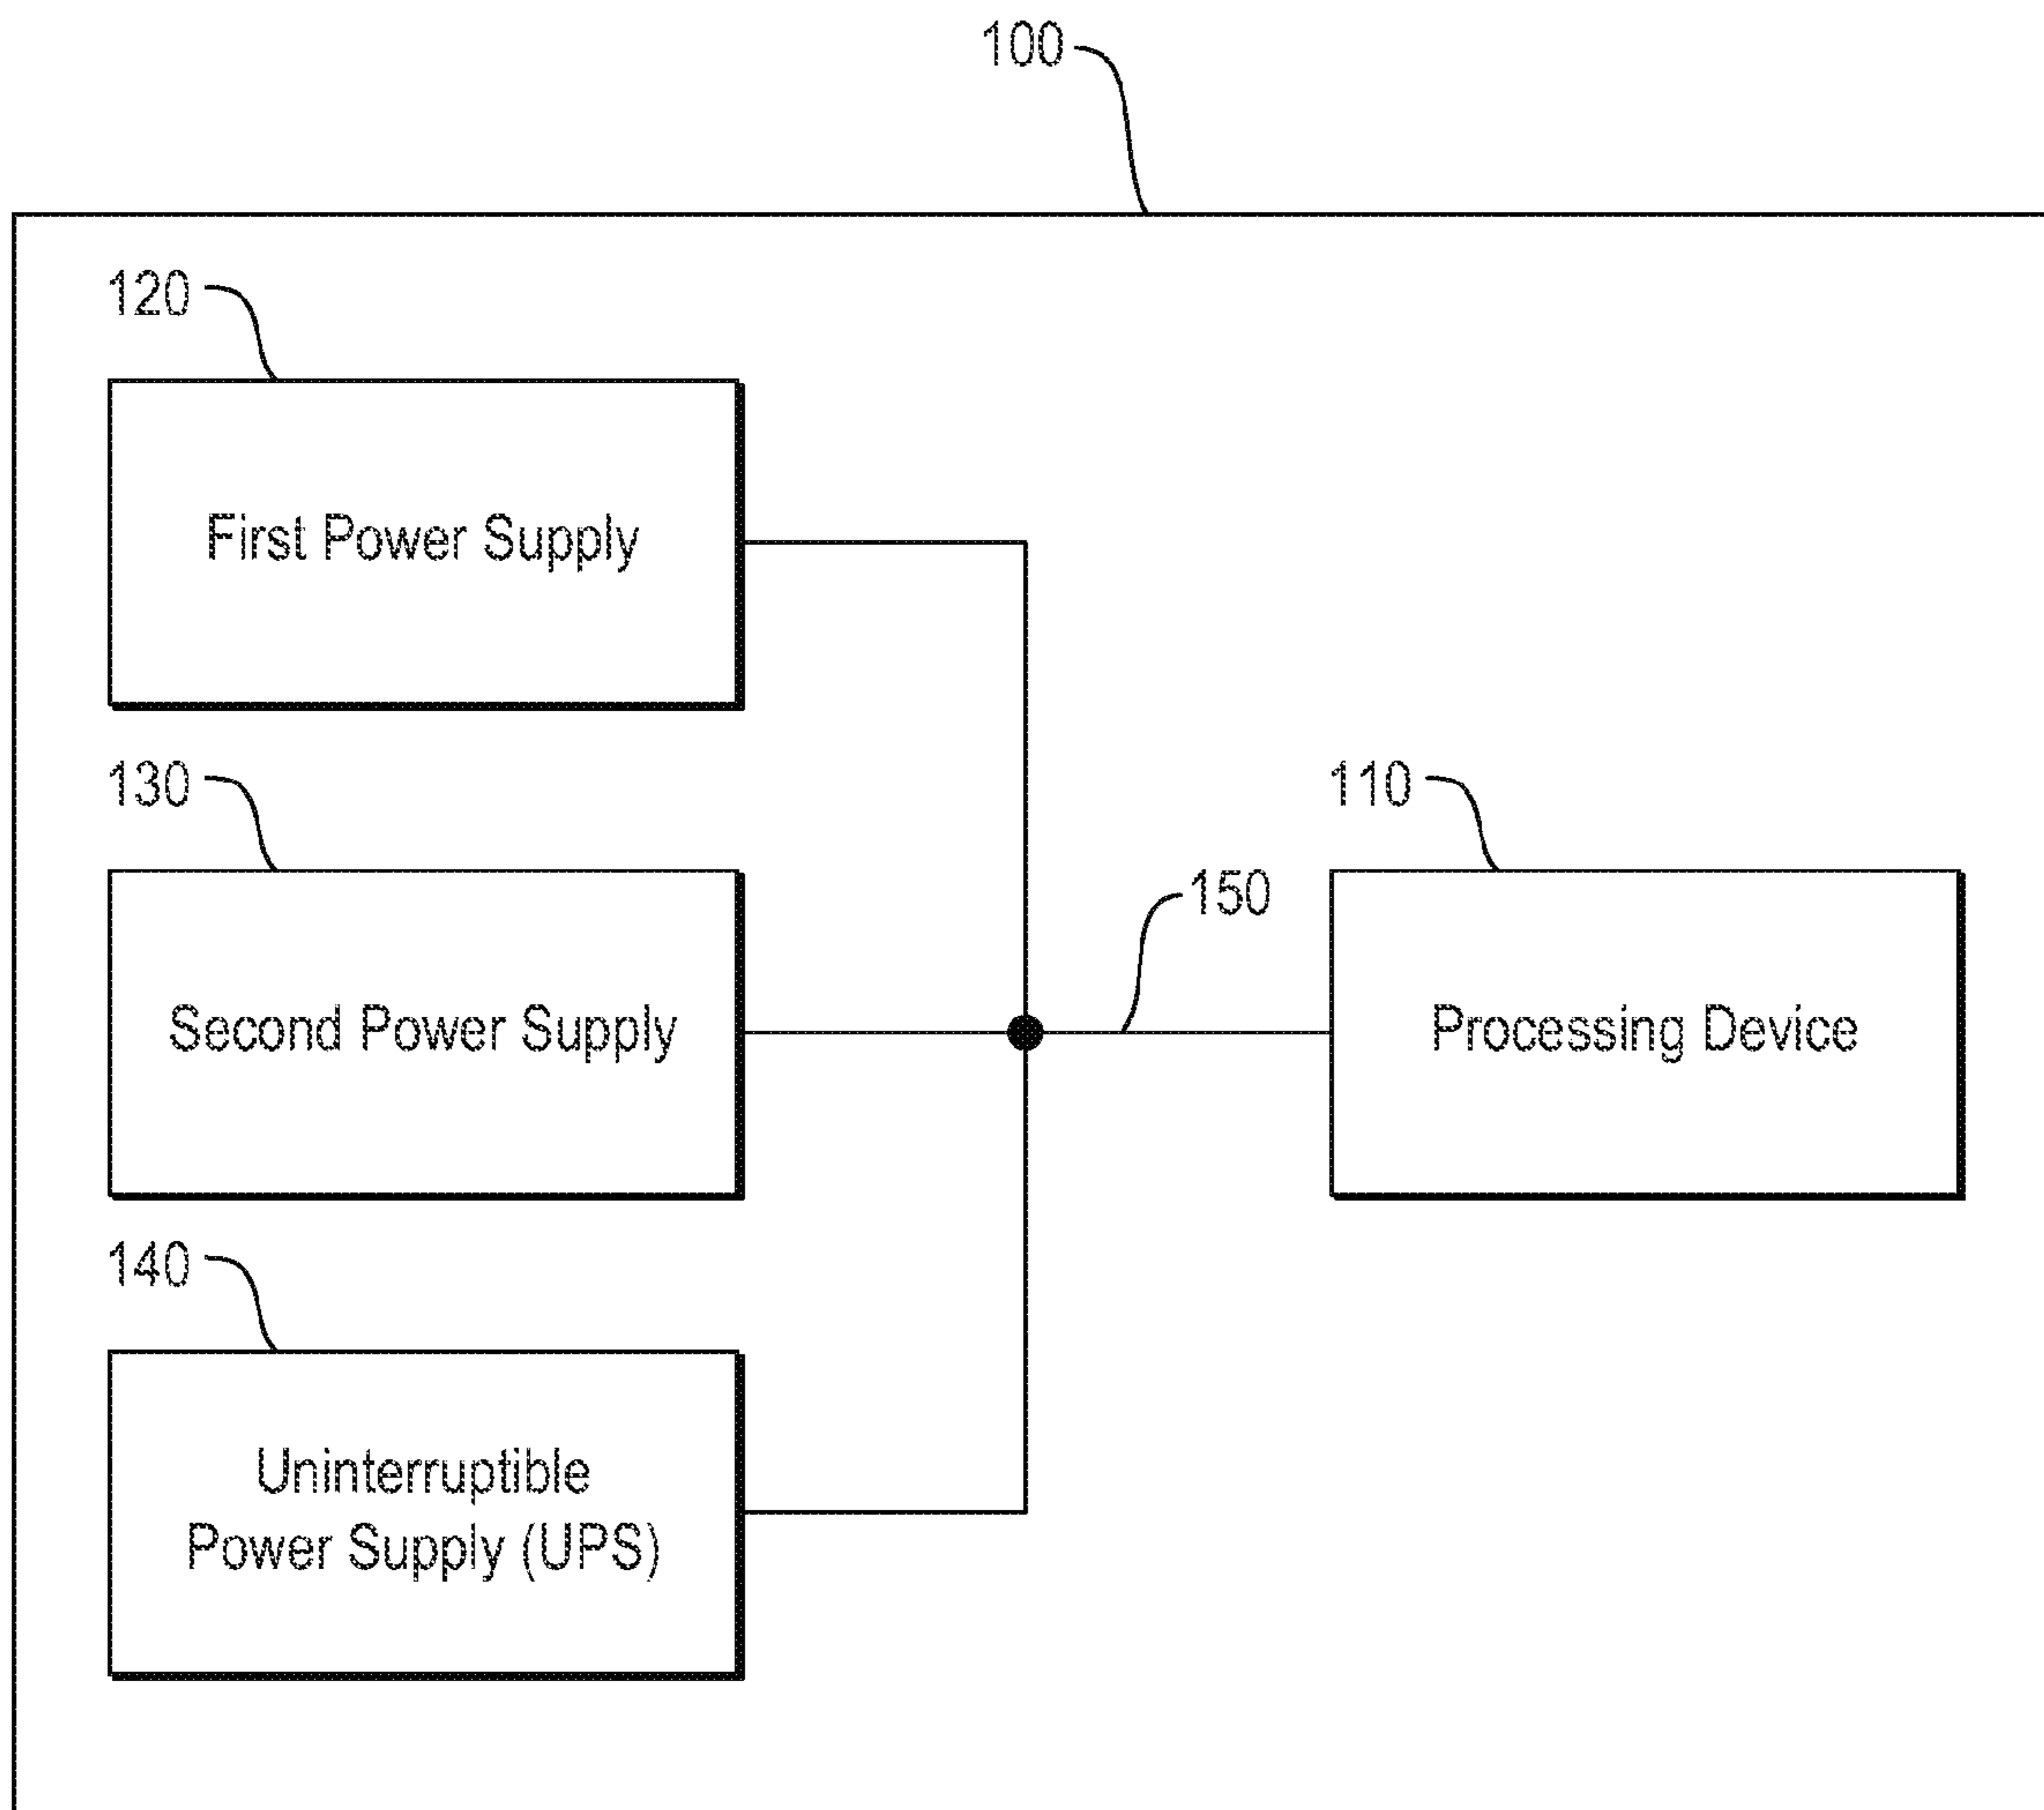 100
120
First Power Supply
130
110
150
Second Power Supply
Processing Device
140
Uninterruptible
Power Supply (UPS)